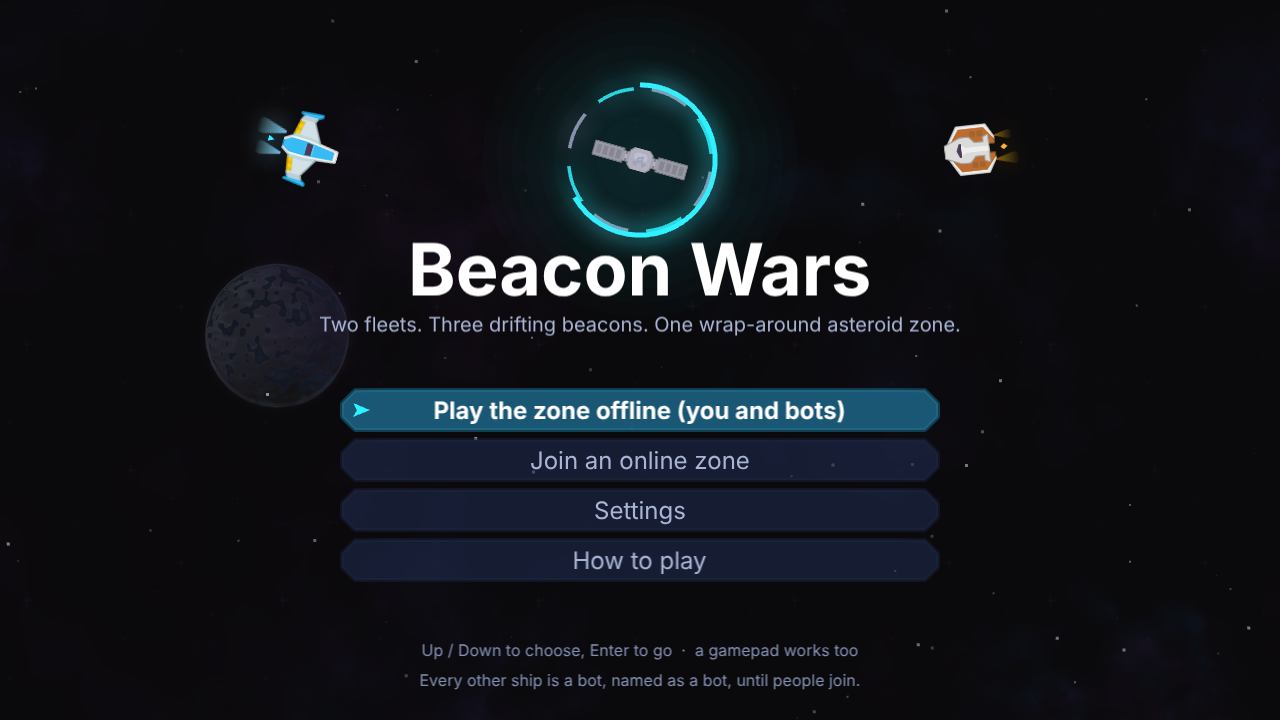 Beacon Wars
Two fleets. Three drifting beacons. One wrap-around asteroid zone.
Play the zone offline (you and bots)
Join an online zone
Settings
How to play
Up / Down to choose, Enter to go · a gamepad works too
Every other ship is a bot, named as a bot, until people join.